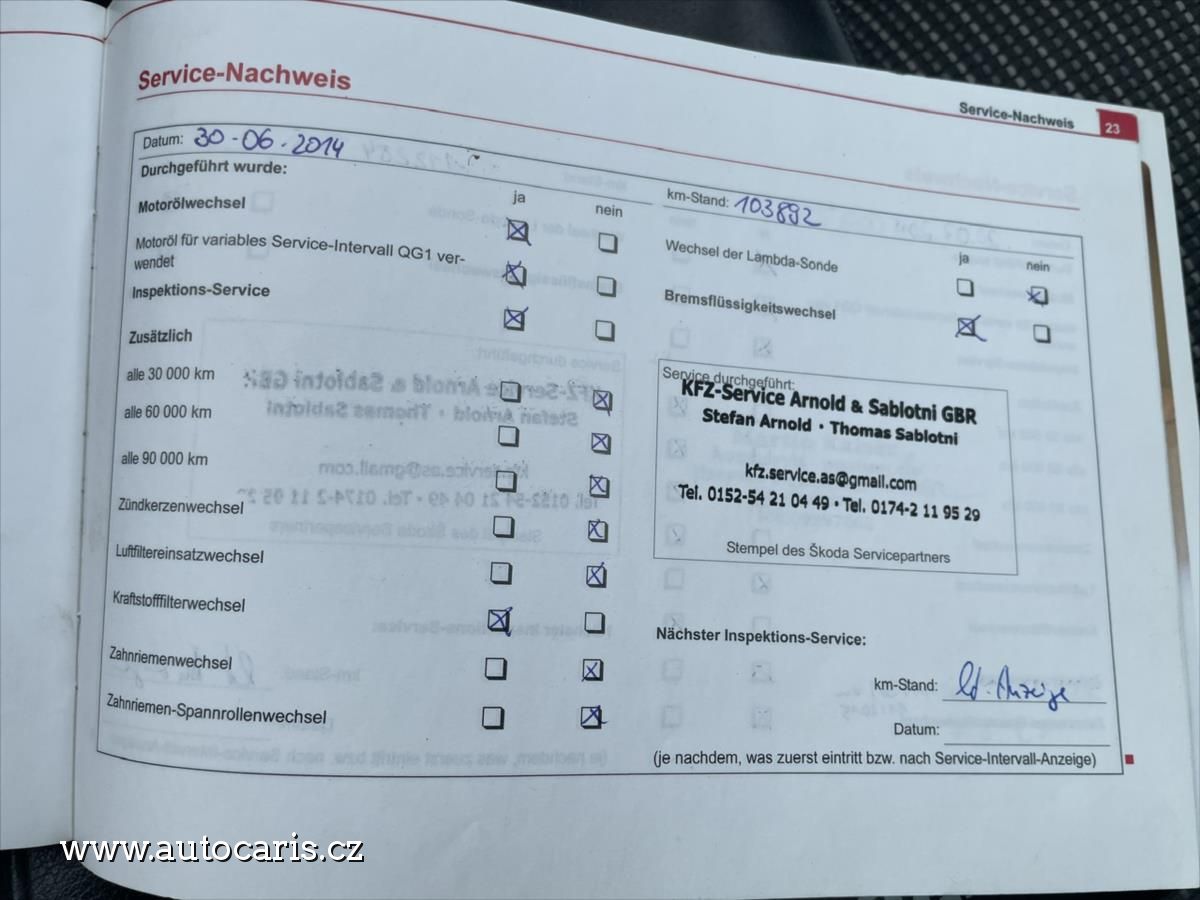 Service-Nachweis
Service-Nachweis
23
Datum: 30-06.2014
km-Stand: 103892
Durchgeführt wurde:
ja
nein
Motorölwechsel
Motoröl für variables Service-Intervall QG1 ver-
wendet
Inspektions-Service
Zusätzlich
alle 30 000 km
alle 60 000 km
alle 90 000 km
Zündkerzenwechsel
Luftfiltereinsatzwechsel
Kraftstofffilterwechsel
Zahnriemenwechsel
Zahnriemen-Spannrollenwechsel
ja
nein
Wechsel der Lambda-Sonde
Bremsflüssigkeitswechsel
Service durchgeführt:
KFZ-Service Arnold & Sablotni GBR
Stefan Arnold • Thomas Sablotni
kfz.service.as@gmail.com
Tel. 0152-54 21 04 49 • Tel. 0174-2 11 95 29
Stempel des Škoda Servicepartners
Nächster Inspektions-Service:
km-Stand: ld. Anzeige
Datum:
(je nachdem, was zuerst eintritt bzw. nach Service-Intervall-Anzeige)
www.autocaris.cz